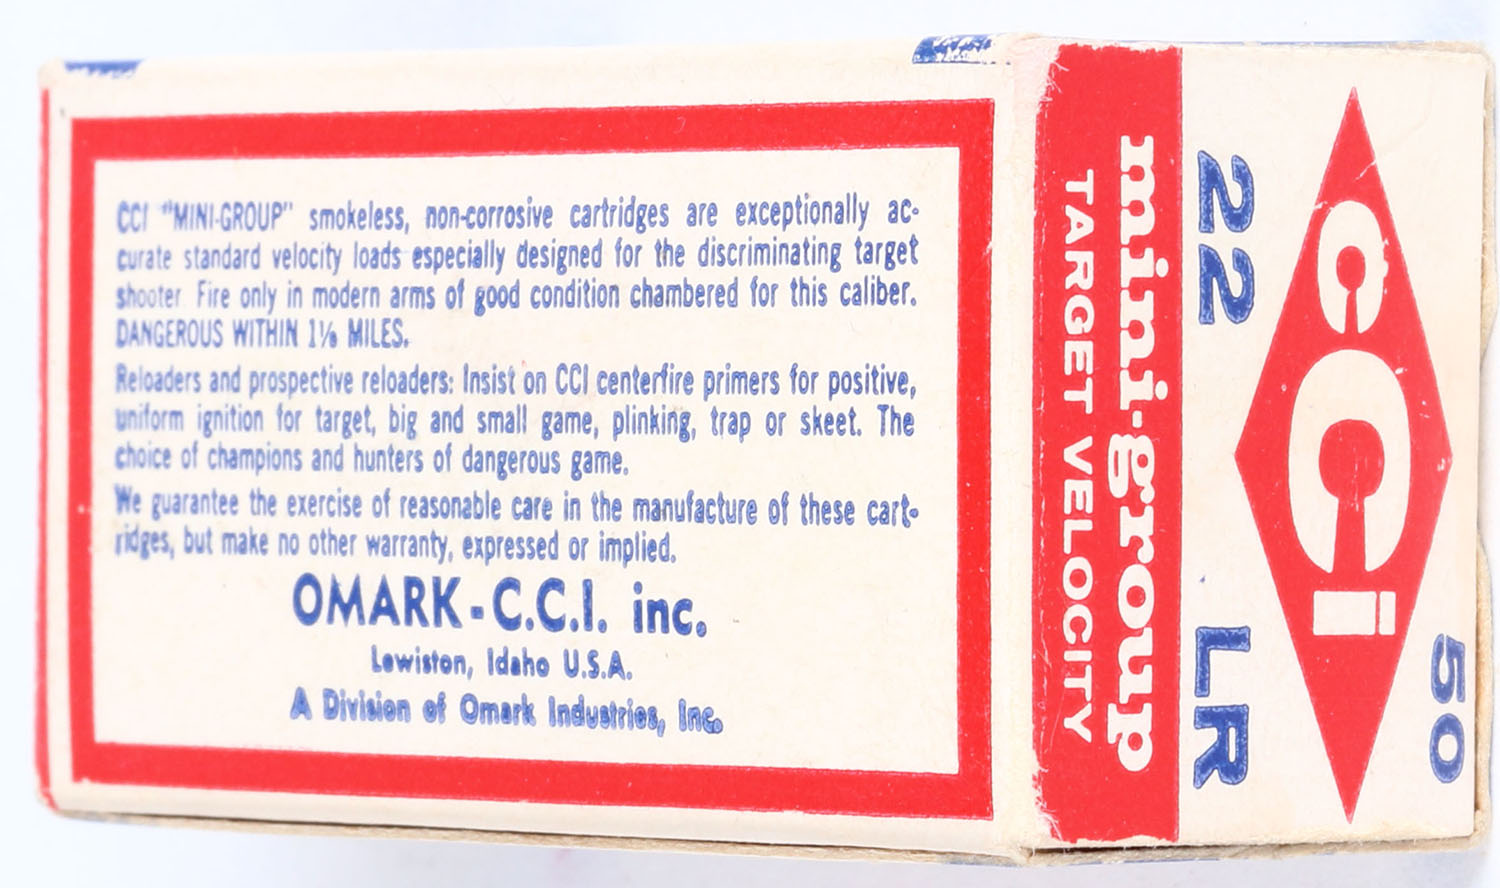 CCI "MINI-GROUP" smokeless, non-corrosive cartridges are exceptionally ac-
curate standard velocity loads especially designed for the discriminating target
shooter. Fire only in modern arms of good condition chambered for this caliber.
DANGEROUS WITHIN 1⅛ MILES.
Reloaders and prospective reloaders: Insist on CCI centerfire primers for positive,
uniform ignition for target, big and small game, plinking, trap or skeet. The
choice of champions and hunters of dangerous game.
We guarantee the exercise of reasonable care in the manufacture of these cart-
ridges, but make no other warranty, expressed or implied.
OMARK-C.C.I. inc.
Lewiston, Idaho U.S.A.
A Division of Omark Industries, Inc.
CCi
50
22 LR
mini-group
TARGET VELOCITY